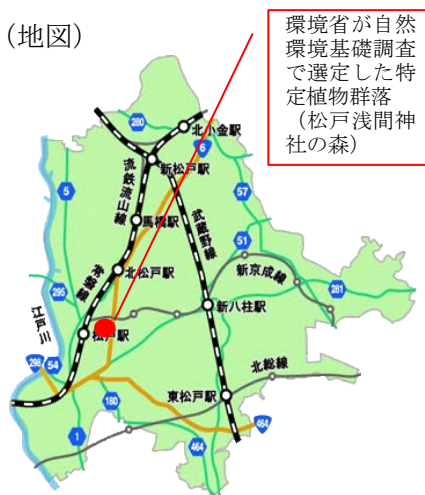 (地図)
環境省が自然
環境基礎調査
で選定した特
定植物群落
(松戸浅間神
社の森)
280
北小金駅
6
新松戸駅
流鉄流山線
5
57
馬橋駅
武蔵野線
51
北松戸駅
新京成線
281
常磐線
295
新八柱駅
江戸川
松戸駅
298
54
北総線
東松戸駅
180
1
464
464